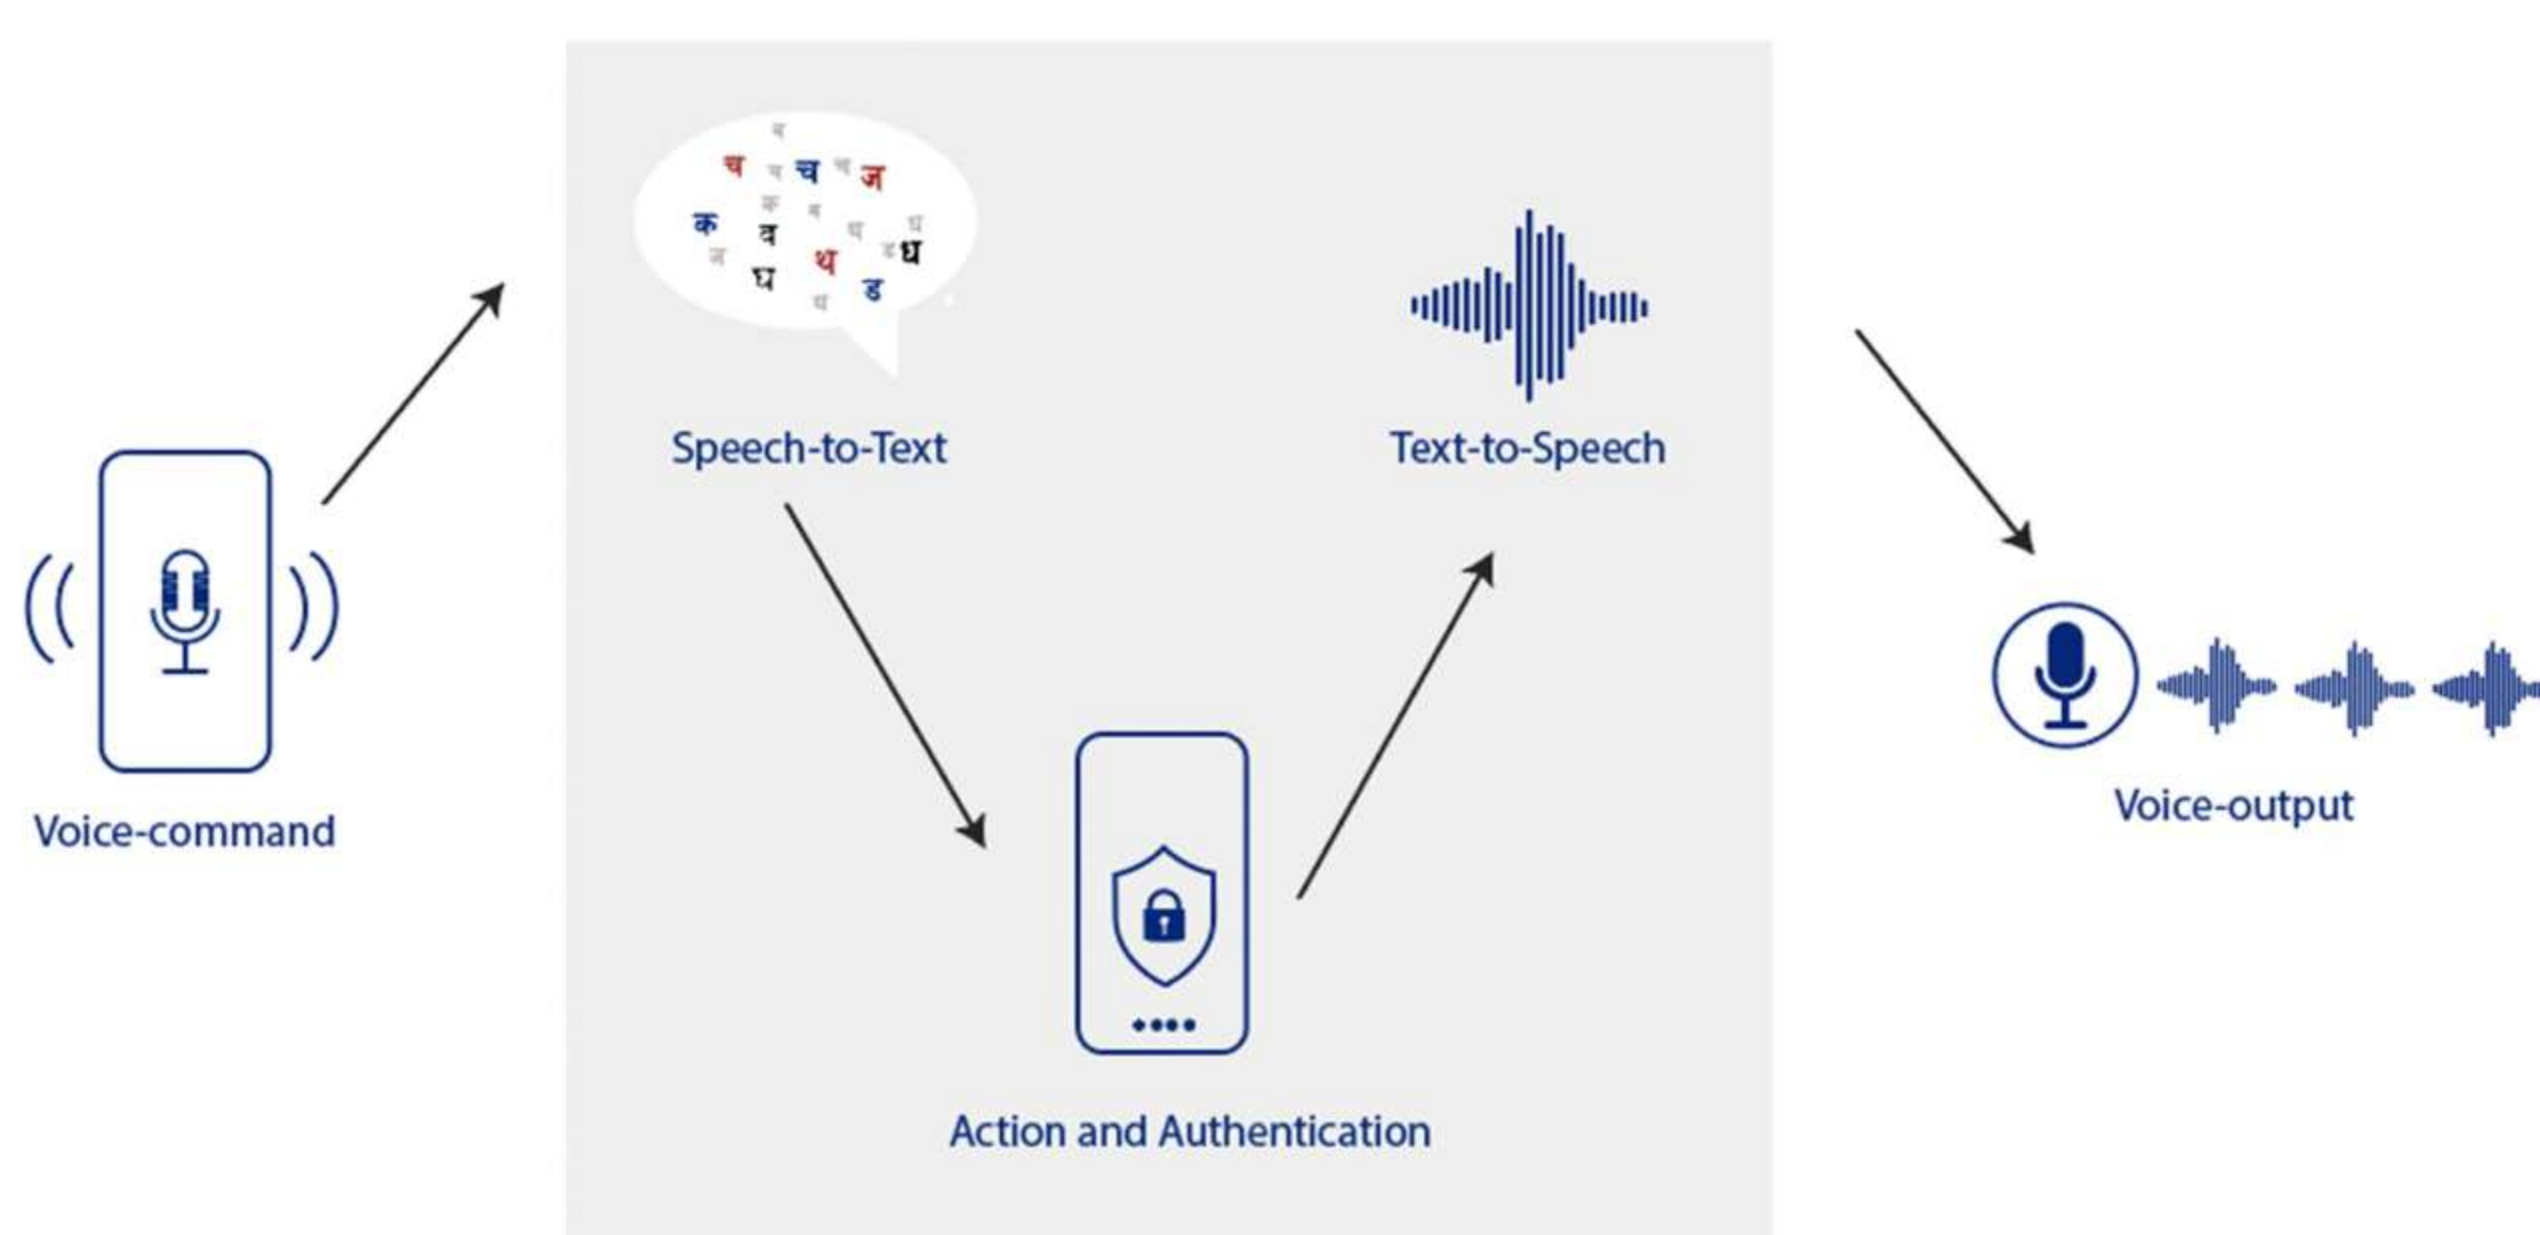 च च ज
क व
घ थ ड ध
Speech-to-Text
Text-to-Speech
Voice-command
Voice-output
Action and Authentication